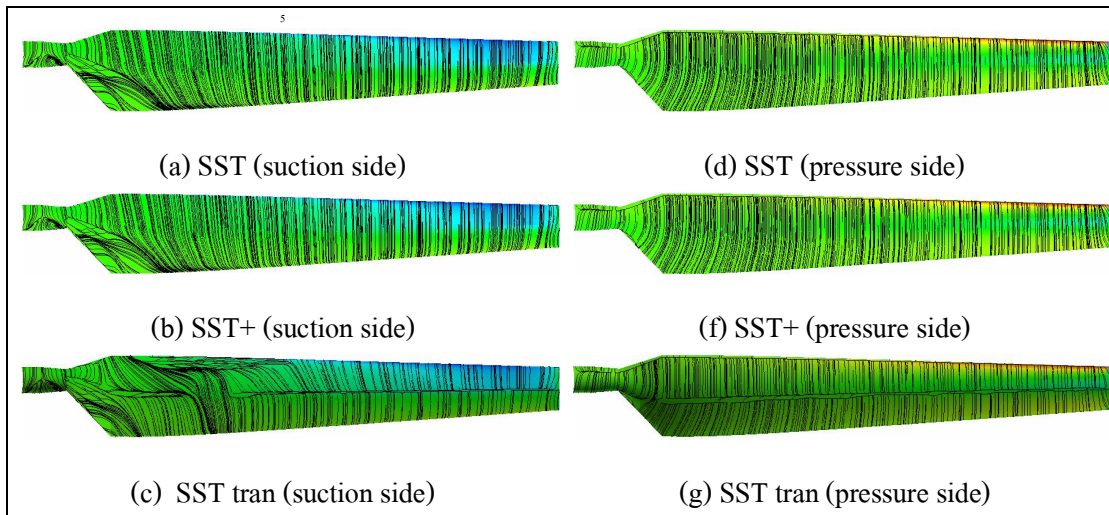 5
(a) SST (suction side)
(d) SST (pressure side)
(b) SST+ (suction side)
(f) SST+ (pressure side)
(c) SST tran (suction side)
(g) SST tran (pressure side)